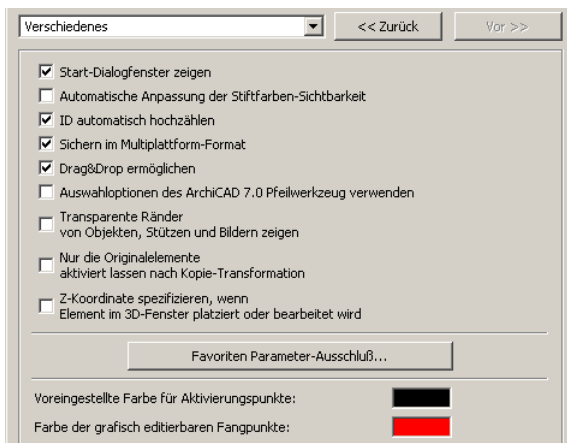 Verschiedenes
<< Zurück
Vor >>
Start-Dialogfenster zeigen
Automatische Anpassung der Stiftfarben-Sichtbarkeit
ID automatisch hochzählen
Sichern im Multiplattform-Format
Drag&Drop ermöglichen
Auswahloptionen des ArchiCAD 7.0 Pfeilwerkzeug verwenden
Transparente Ränder
von Objekten, Stützen und Bildern zeigen
Nur die Originalelemente
aktiviert lassen nach Kopie-Transformation
Z-Koordinate spezifizieren, wenn
Element im 3D-Fenster platziert oder bearbeitet wird
Favoriten Parameter-Ausschluß...
Voreingestellte Farbe für Aktivierungspunkte:
Farbe der grafisch editierbaren Fangpunkte: